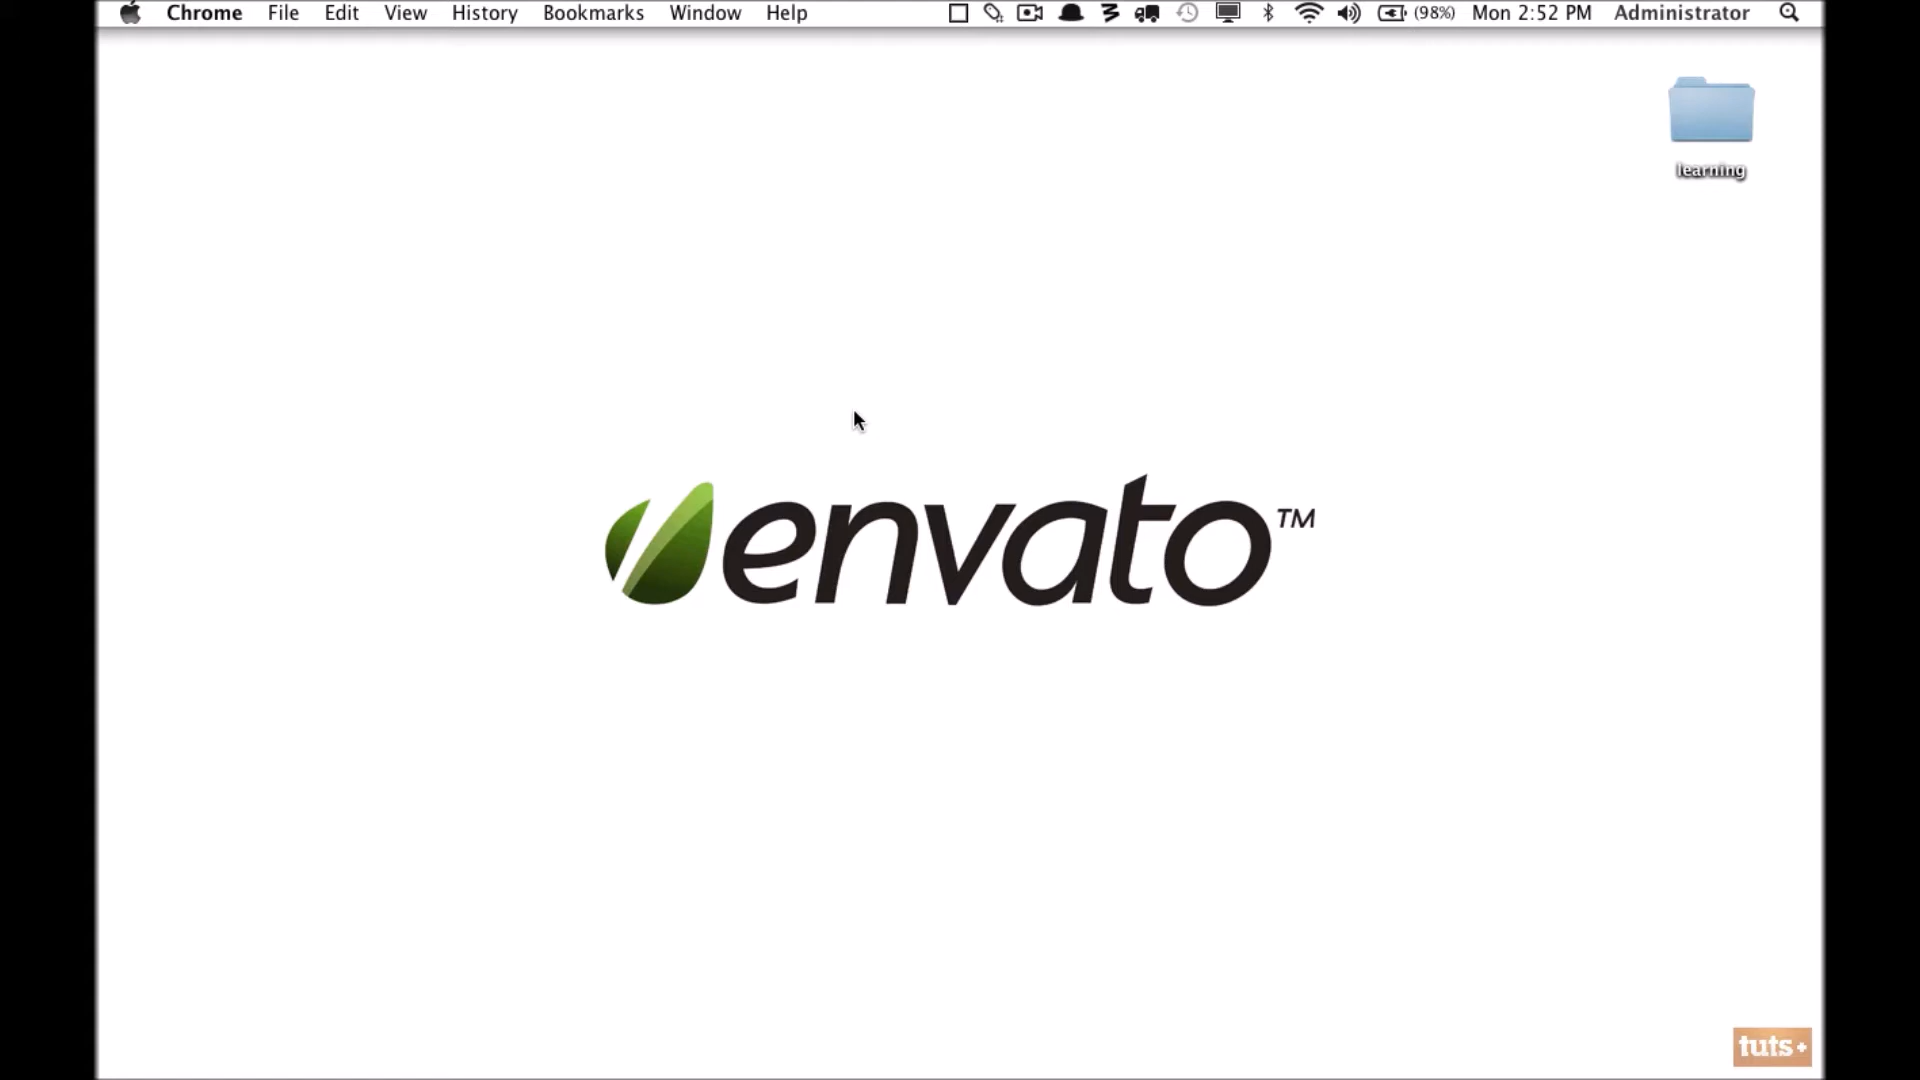 Chrome File Edit View History Bookmarks Window Help (98%) Mon 2:52 PM Administrator
learning
envato™
tuts+